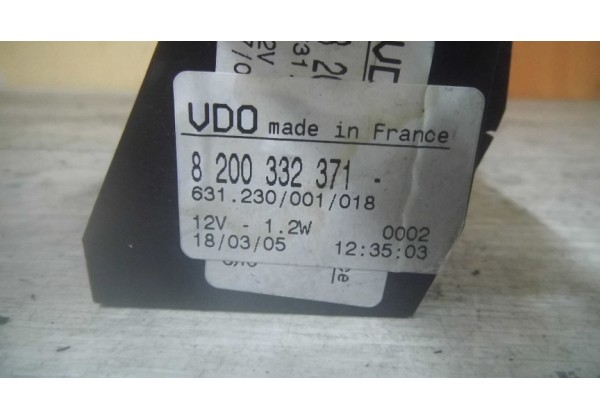 VDO made in France
8 200 332 371 -
631.230/001/018
12V - 1.2W 0002
18/03/05 12:35:03